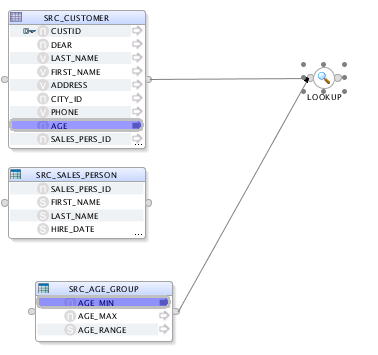 SRC_CUSTOMER
n CUSTID
n DEAR
v LAST_NAME
v FIRST_NAME
v ADDRESS
n CITY_ID
v PHONE
n AGE
n SALES_PERS_ID
...
LOOKUP
SRC_SALES_PERSON
n SALES_PERS_ID
S FIRST_NAME
S LAST_NAME
S HIRE_DATE
...
SRC_AGE_GROUP
n AGE_MIN
n AGE_MAX
S AGE_RANGE